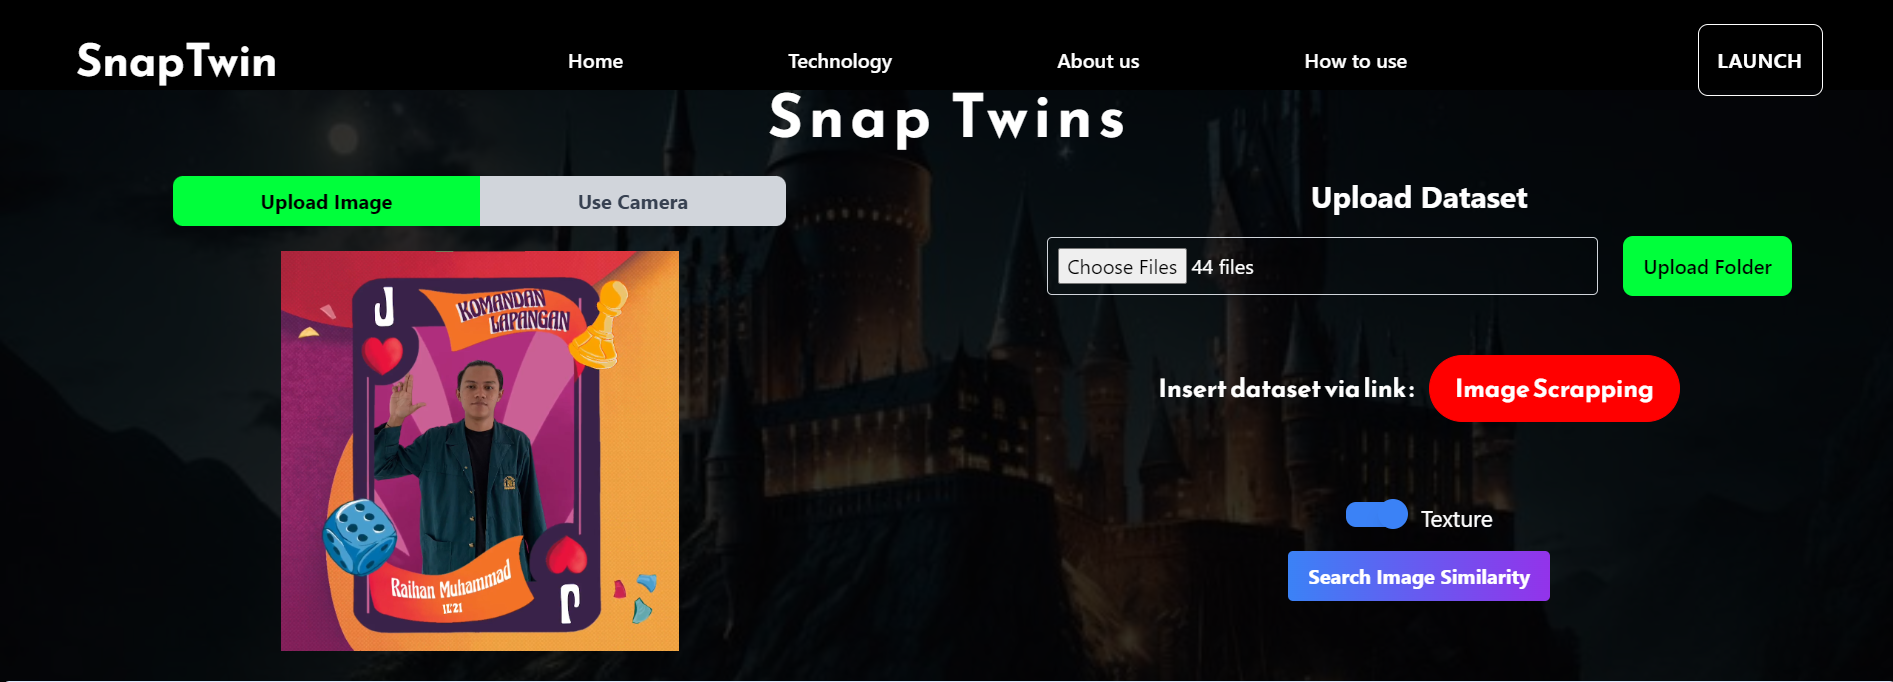 SnapTwin
Home
Technology
About us
How to use
LAUNCH
Snap Twins
Upload Image
Use Camera
J
KOMANDAN
LAPANGAN
Raihan Muhammad
IF'21
J
Upload Dataset
Choose Files 44 files
Upload Folder
Insert dataset via link :
Image Scrapping
Texture
Search Image Similarity